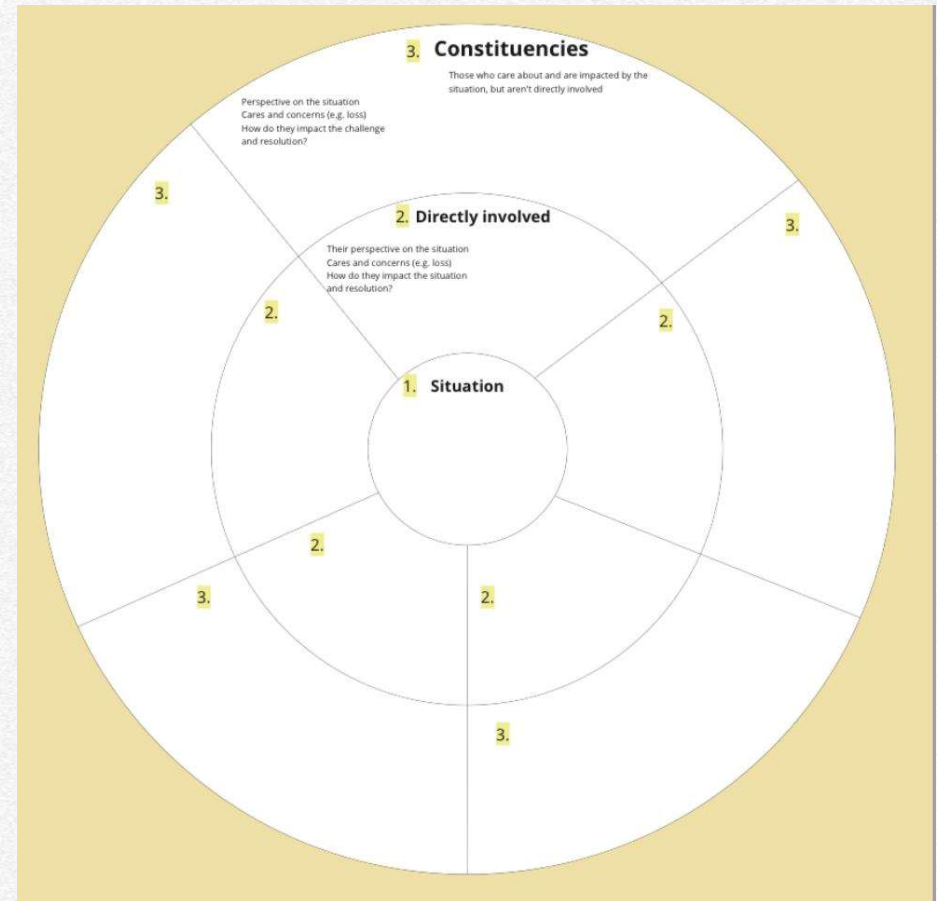 3. Constituencies
Those who care about and are impacted by the
situation, but aren't directly involved
Perspective on the situation
Cares and concerns (e.g. loss)
How do they impact the challenge
and resolution?
3.
3.
2. Directly involved
Their perspective on the situation
Cares and concerns (e.g. loss)
How do they impact the situation
and resolution?
2.
2.
1. Situation
2.
3.
2.
3.